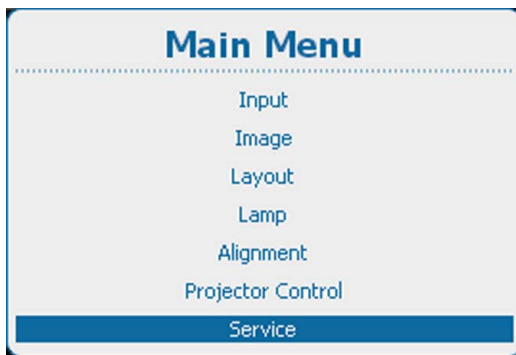 Main Menu
Input
Image
Layout
Lamp
Alignment
Projector Control
Service